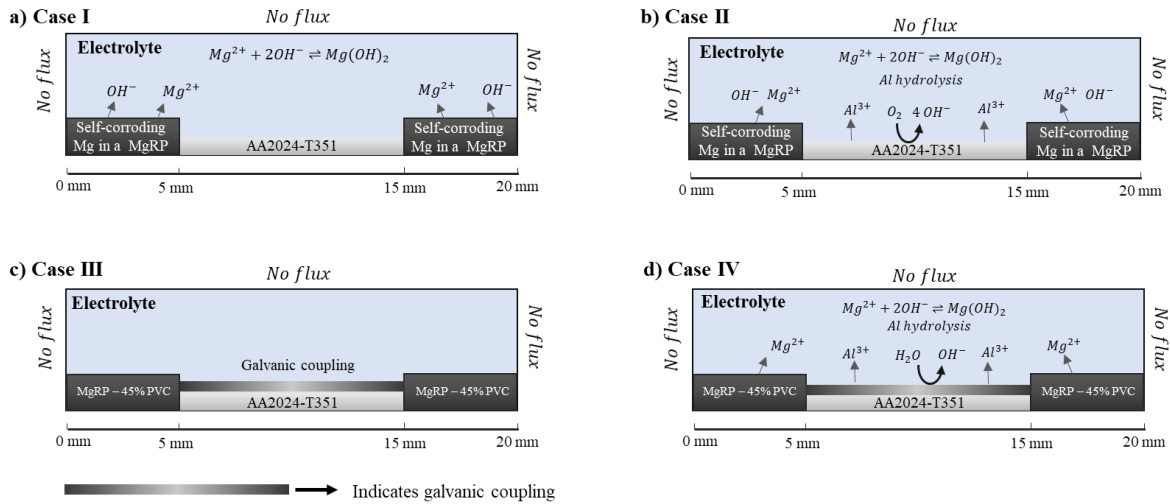 a) Case I
No flux
No flux
No flux
Electrolyte
Mg²⁺ + 2OH⁻ ⇌ Mg(OH)₂
OH⁻
Mg²⁺
Mg²⁺
OH⁻
Self-corroding
Mg in a MgRP
AA2024-T351
Self-corroding
Mg in a MgRP
0 mm
5 mm
15 mm
20 mm
b) Case II
No flux
No flux
No flux
Electrolyte
Mg²⁺ + 2OH⁻ ⇌ Mg(OH)₂
Al hydrolysis
OH⁻ Mg²⁺
Al³⁺
O₂ 4 OH⁻
Al³⁺
Mg²⁺ OH⁻
Self-corroding
Mg in a MgRP
AA2024-T351
Self-corroding
Mg in a MgRP
0 mm
5 mm
15 mm
20 mm
c) Case III
No flux
No flux
No flux
Electrolyte
Galvanic coupling
MgRP – 45% PVC
AA2024-T351
MgRP – 45% PVC
0 mm
5 mm
15 mm
20 mm
d) Case IV
No flux
No flux
No flux
Electrolyte
Mg²⁺ + 2OH⁻ ⇌ Mg(OH)₂
Al hydrolysis
Mg²⁺
Al³⁺
H₂O OH⁻
Al³⁺
Mg²⁺
MgRP – 45% PVC
AA2024-T351
MgRP – 45% PVC
0 mm
5 mm
15 mm
20 mm
Indicates galvanic coupling